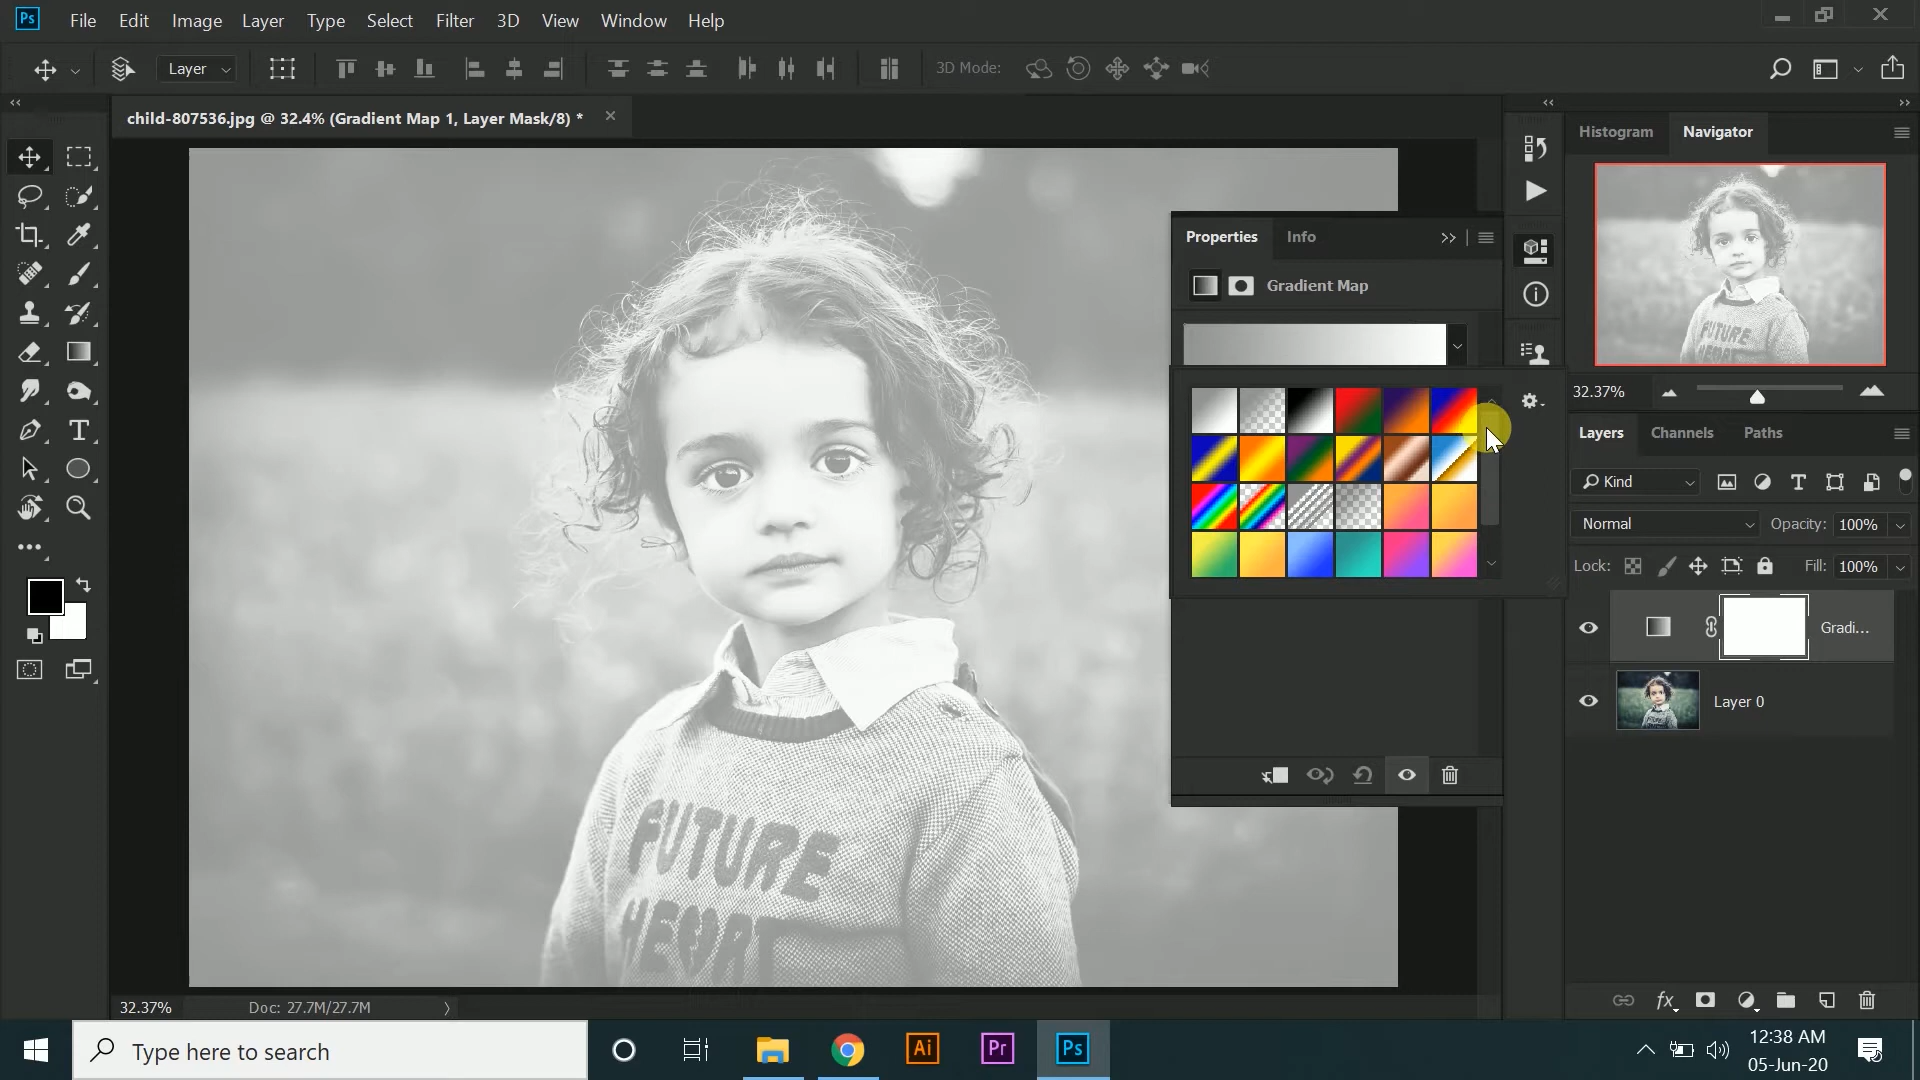 Ps File Edit Image Layer Type Select Filter 3D View Window Help
Layer 3D Mode:
child-807536.jpg @ 32.4% (Gradient Map 1, Layer Mask/8) *
Histogram Navigator
Properties Info
Gradient Map
32.37%
Layers Channels Paths
Kind
Normal Opacity: 100%
Lock: Fill: 100%
Gradi...
Layer 0
FUTURE
32.37% Doc: 27.7M/27.7M
Type here to search
Ai Pr Ps
12:38 AM
05-Jun-20